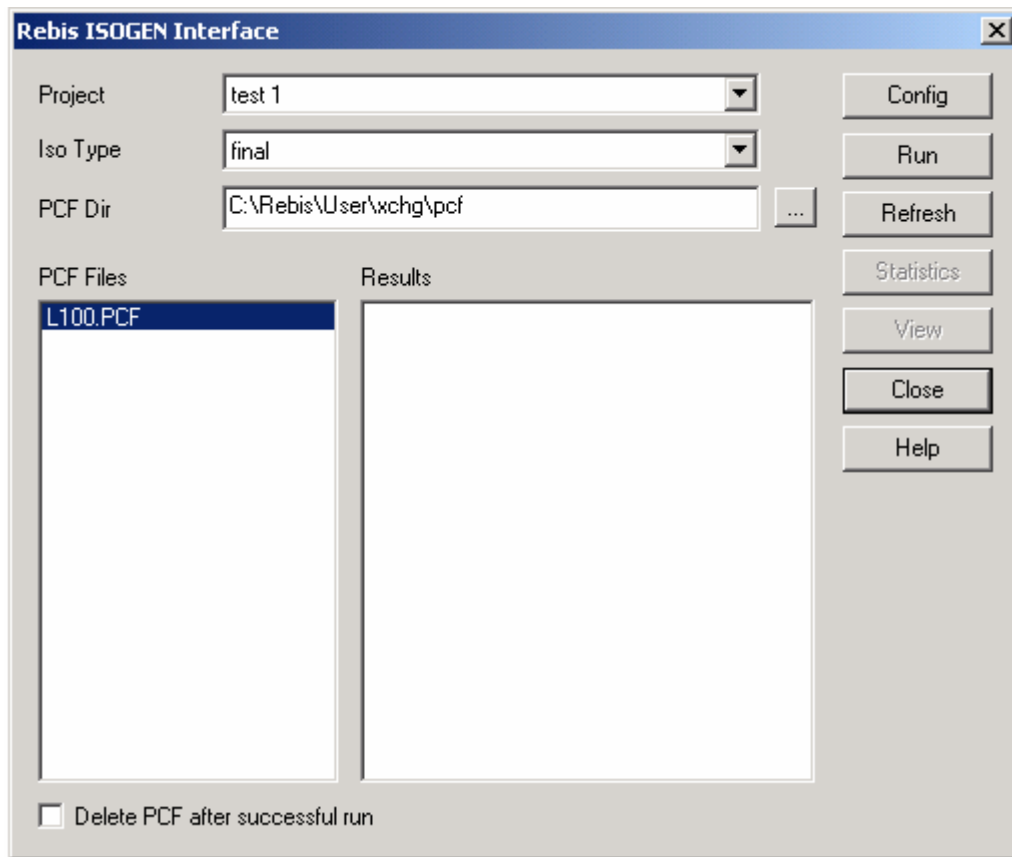 Rebis ISOGEN Interface
Project
test 1
Config
Iso Type
final
Run
PCF Dir
C:\Rebis\User\xchg\pcf
...
Refresh
PCF Files
Results
Statistics
L100.PCF
View
Close
Help
Delete PCF after successful run